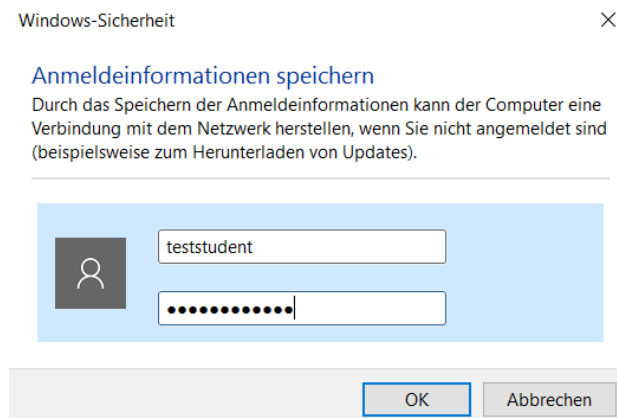 Windows-Sicherheit
Anmeldeinformationen speichern
Durch das Speichern der Anmeldeinformationen kann der Computer eine
Verbindung mit dem Netzwerk herstellen, wenn Sie nicht angemeldet sind
(beispielsweise zum Herunterladen von Updates).
teststudent
●●●●●●●●●●●●
OK Abbrechen